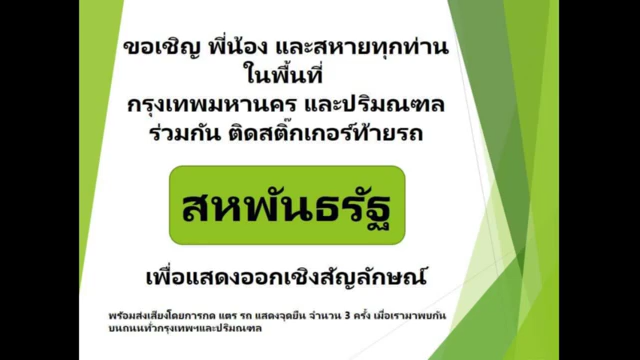 ขอเชิญ พี่น้อง และสหายทุกท่าน
ในพื้นที่
กรุงเทพมหานคร และปริมณฑล
ร่วมกัน ติดสติ๊กเกอร์ท้ายรถ
สหพันธรัฐ
เพื่อแสดงออกเชิงสัญลักษณ์
พร้อมส่งเสียงโดยการกด แตร รถ แสดงจุดยืน จำนวน 3 ครั้ง เมื่อเรามาพบกัน
บนถนนทั่วกรุงเทพฯและปริมณฑล